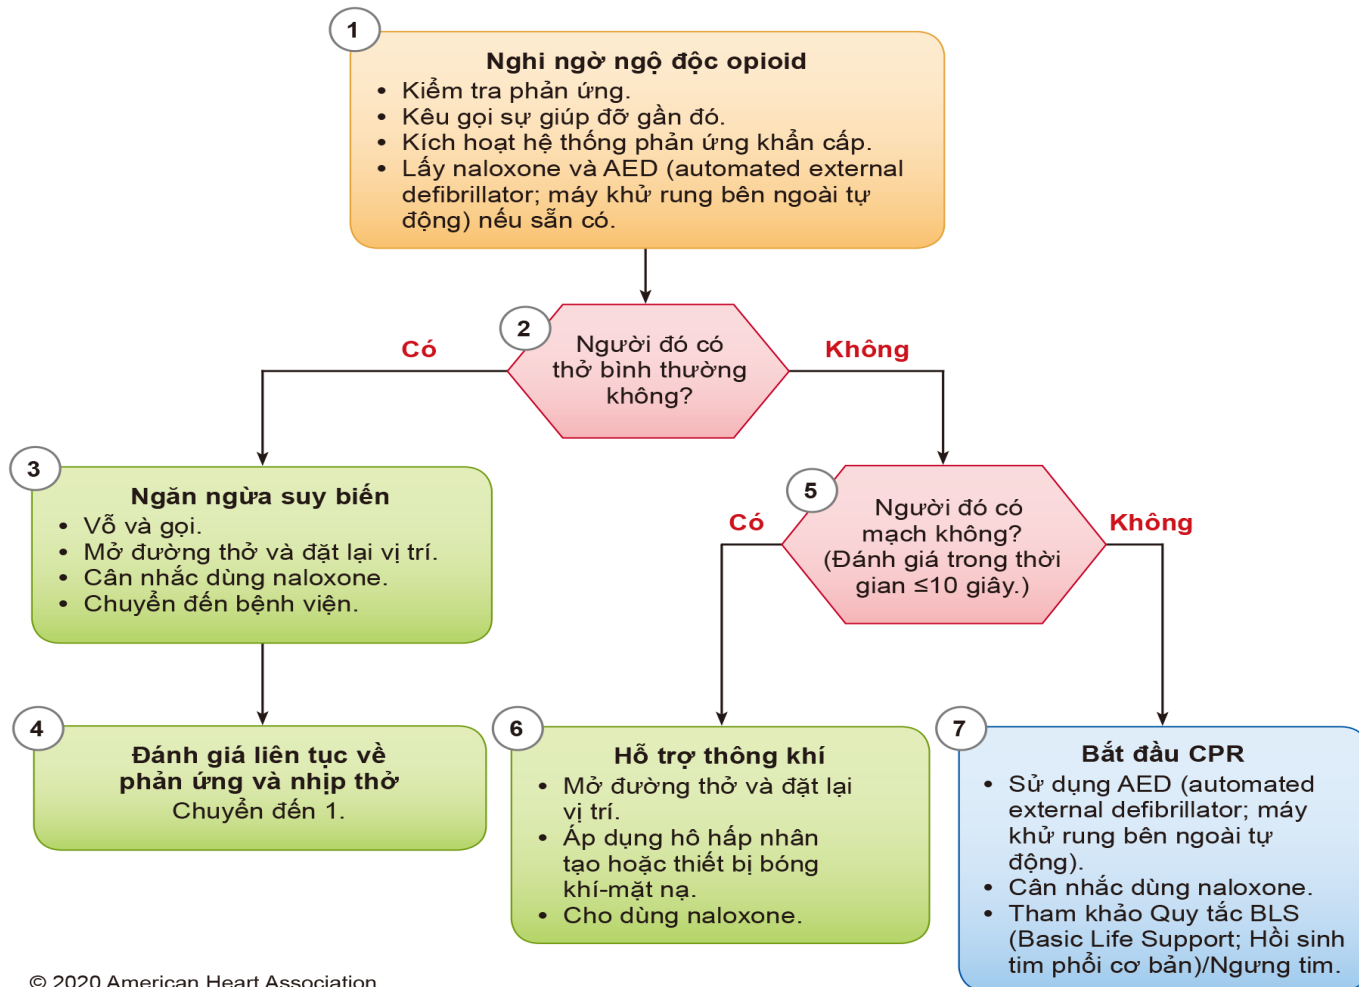 1
Nghi ngờ ngộ độc opioid
• Kiểm tra phản ứng.
• Kêu gọi sự giúp đỡ gần đó.
• Kích hoạt hệ thống phản ứng khẩn cấp.
• Lấy naloxone và AED (automated external
defibrillator; máy khử rung bên ngoài tự
động) nếu sẵn có.
2
Người đó có
thở bình thường
không?
Có
Không
3
Ngăn ngừa suy biến
• Vỗ và gọi.
• Mở đường thở và đặt lại vị trí.
• Cân nhắc dùng naloxone.
• Chuyển đến bệnh viện.
4
Đánh giá liên tục về
phản ứng và nhịp thở
Chuyển đến 1.
5
Người đó có
mạch không?
(Đánh giá trong thời
gian ≤10 giây.)
Có
Không
6
Hỗ trợ thông khí
• Mở đường thở và đặt lại
vị trí.
• Áp dụng hô hấp nhân
tạo hoặc thiết bị bóng
khí-mặt nạ.
• Cho dùng naloxone.
7
Bắt đầu CPR
• Sử dụng AED (automated
external defibrillator; máy
khử rung bên ngoài tự
động).
• Cân nhắc dùng naloxone.
• Tham khảo Quy tắc BLS
(Basic Life Support; Hồi sinh
tim phổi cơ bản)/Ngưng tim.
© 2020 American Heart Association